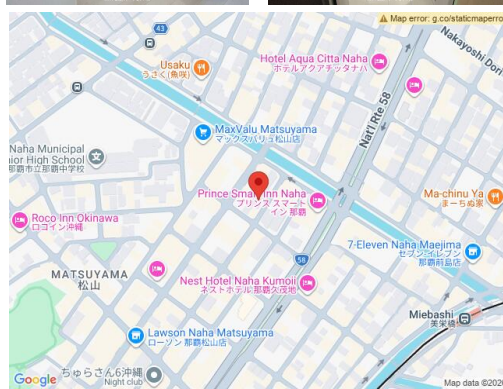 Map error: g.co/staticmaperro
43
Nakayoshi Dori
Hotel Aqua Citta Naha
ホテルアクアチッタナハ
Usaku
うさく(魚咲)
Nat'l Rte 58
MaxValu Matsuyama
マックスバリュ松山店
Naha Municipal
ior High School
那覇市立那覇中学校
Prince Smart Inn Naha
プリンス スマート
イン 那覇
Ma-chinu Ya
まーちぬ家
Roco Inn Okinawa
ロコイン沖縄
7-Eleven Naha Maejima
セブン-イレブン
那覇前島店
58
MATSUYAMA
松山
Nest Hotel Naha Kumoji
ネストホテル那覇久茂地
Miebashi
美栄橋
Lawson Naha Matsuyama
ローソン 那覇松山店
ちゅらさん6沖縄
Night club
Google
Map data ©202